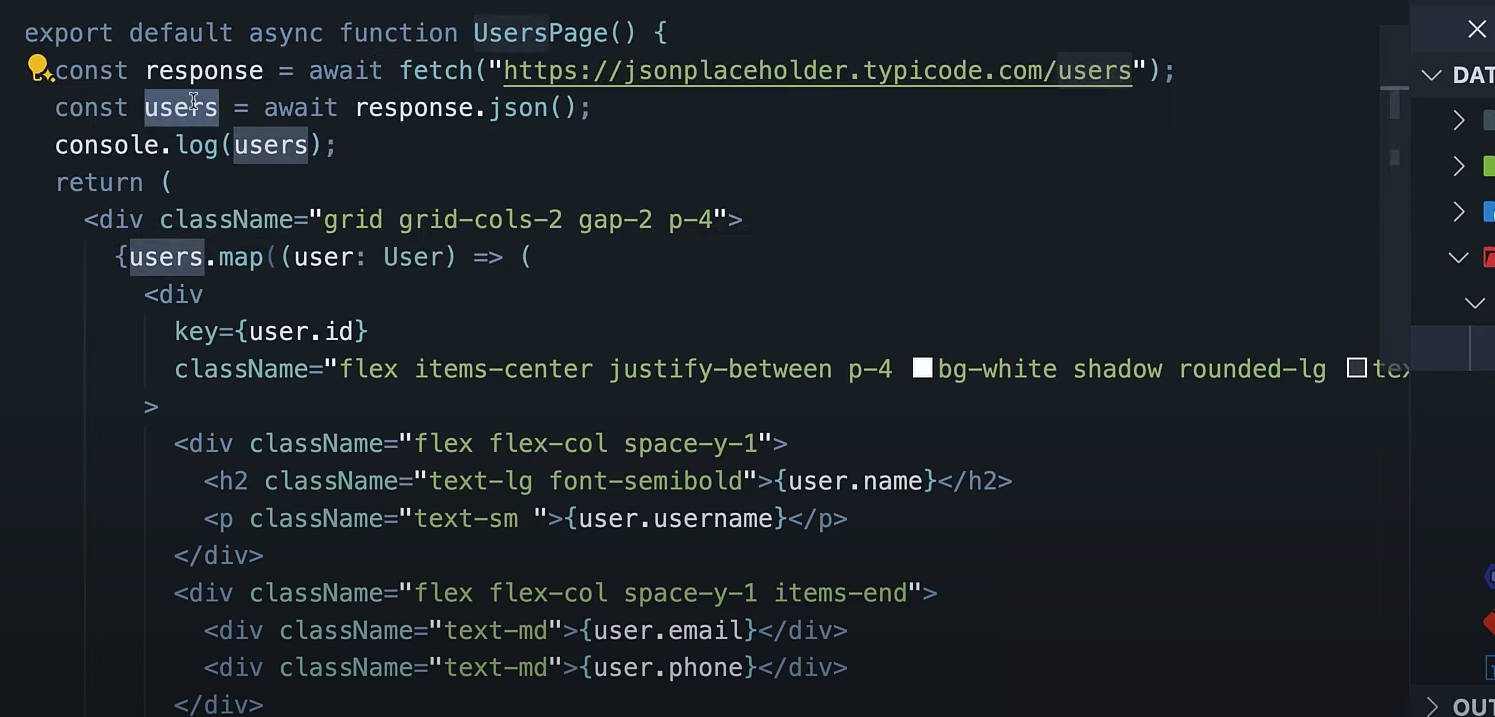 export default async function UsersPage() {
const response = await fetch("https://jsonplaceholder.typicode.com/users");
const users = await response.json();
console.log(users);
return (
<div className="grid grid-cols-2 gap-2 p-4">
{users.map((user: User) => (
<div
key={user.id}
className="flex items-center justify-between p-4 bg-white shadow rounded-lg
>
<div className="flex flex-col space-y-1">
<h2 className="text-lg font-semibold">{user.name}</h2>
<p className="text-sm ">{user.username}</p>
</div>
<div className="flex flex-col space-y-1 items-end">
<div className="text-md">{user.email}</div>
<div className="text-md">{user.phone}</div>
</div>